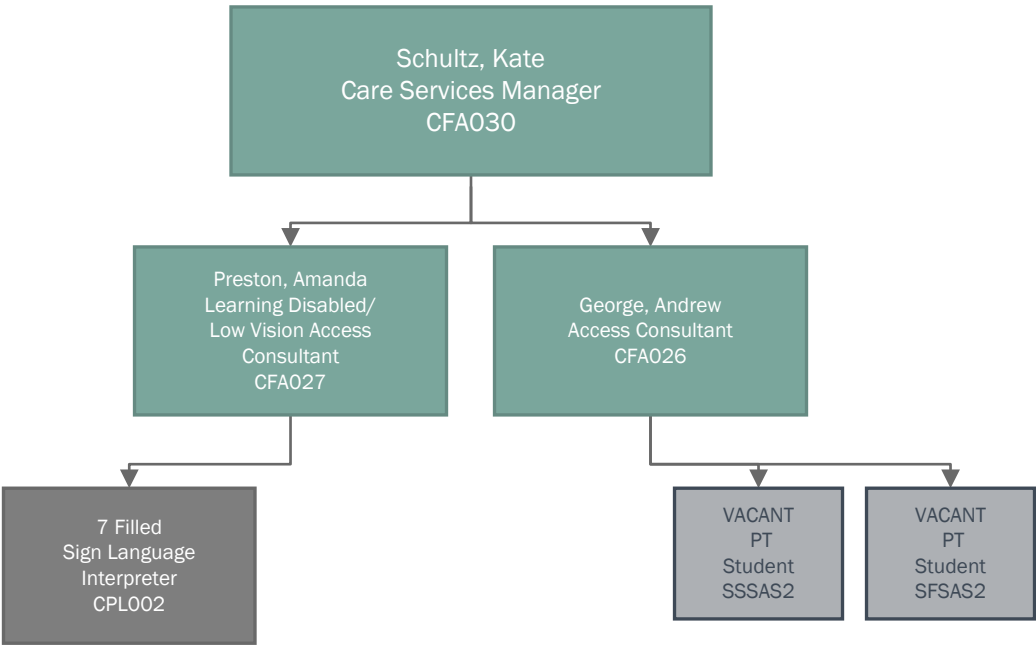 Schultz, Kate
Care Services Manager
CFA030
Preston, Amanda
Learning Disabled/
Low Vision Access
Consultant
CFA027
George, Andrew
Access Consultant
CFA026
7 Filled
Sign Language
Interpreter
CPL002
VACANT
PT
Student
SSSAS2
VACANT
PT
Student
SFSAS2